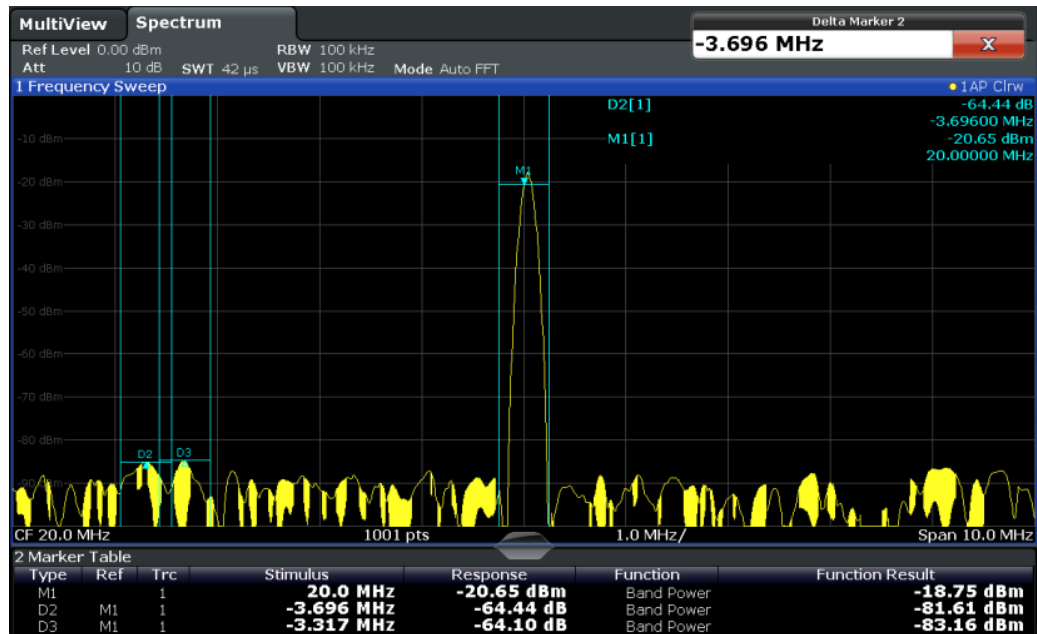 MultiView Spectrum
Delta Marker 2
-3.696 MHz X
Ref Level 0.00 dBm RBW 100 kHz
Att 10 dB SWT 42 µs VBW 100 kHz Mode Auto FFT
1 Frequency Sweep 1AP Clrw
D2[1] -64.44 dB
-3.69600 MHz
M1[1] -20.65 dBm
20.00000 MHz
-10 dBm
M1
-20 dBm
-30 dBm
-40 dBm
-50 dBm
-60 dBm
-70 dBm
-80 dBm
D2 D3
-90 dBm
CF 20.0 MHz 1001 pts 1.0 MHz/ Span 10.0 MHz
2 Marker Table
Type Ref Trc Stimulus Response Function Function Result
M1 1 20.0 MHz -20.65 dBm Band Power -18.75 dBm
D2 M1 1 -3.696 MHz -64.44 dB Band Power -81.61 dBm
D3 M1 1 -3.317 MHz -64.10 dB Band Power -83.16 dBm